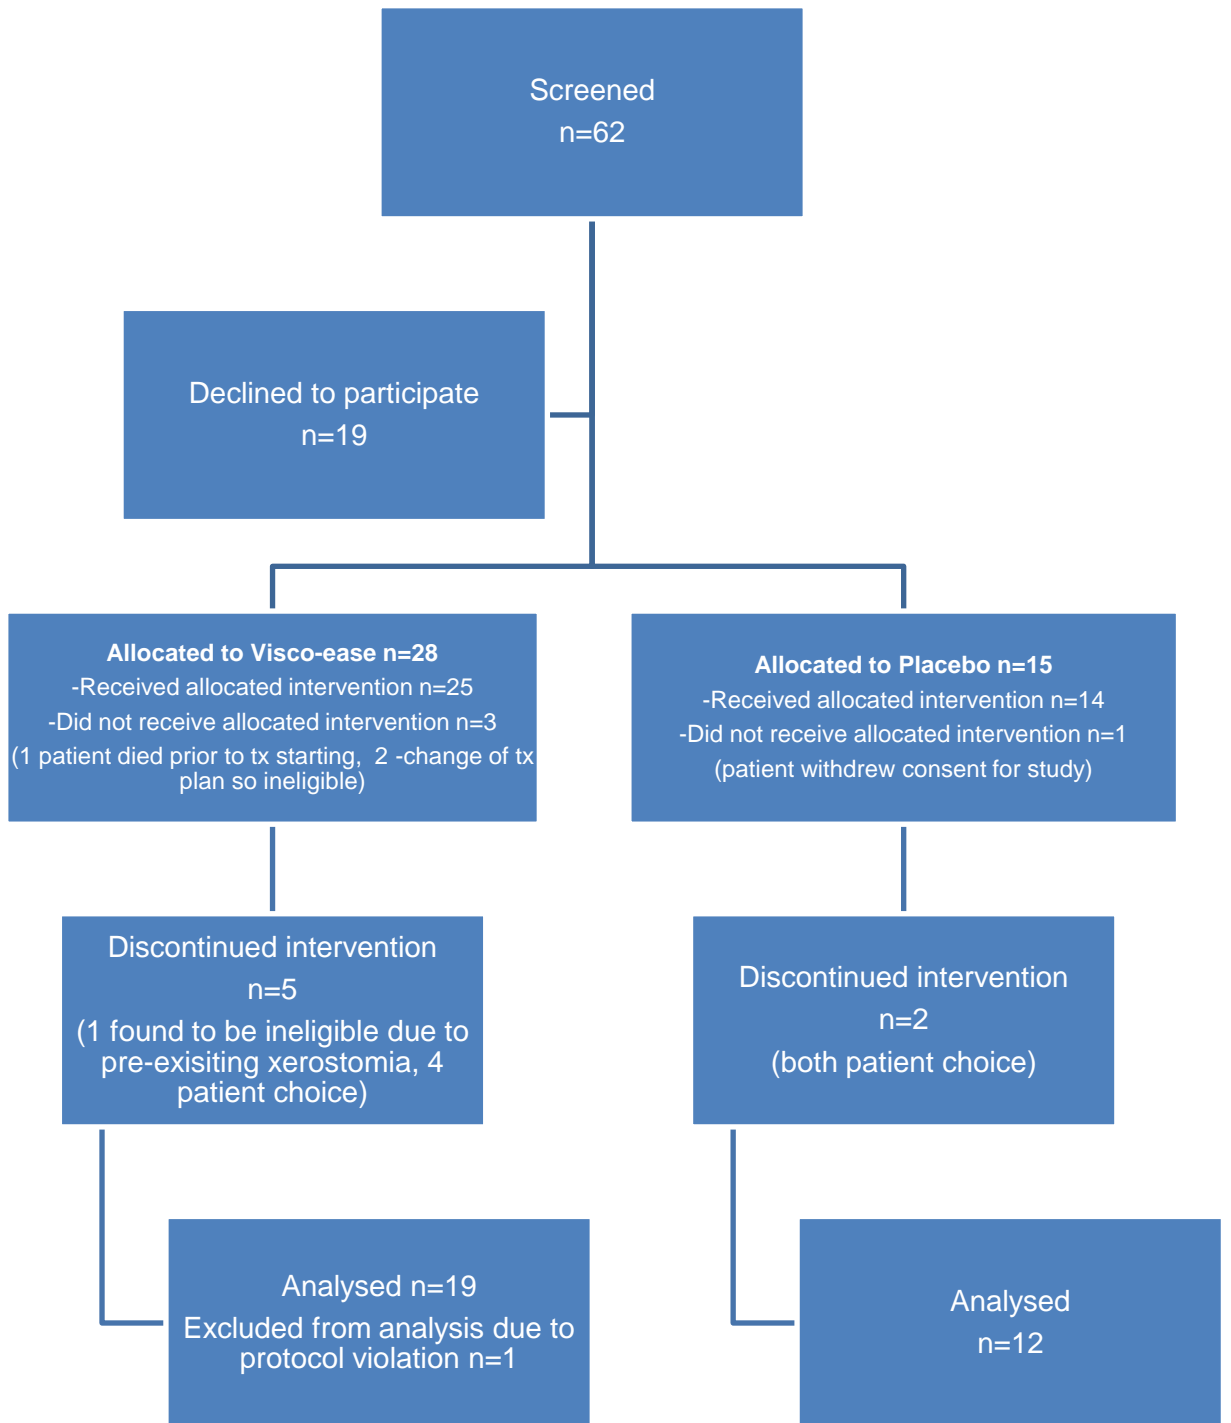 Screened
n=62
Declined to participate
n=19
Allocated to Visco-ease n=28
-Received allocated intervention n=25
-Did not receive allocated intervention n=3
(1 patient died prior to tx starting,  2 -change of tx
plan so ineligible)
Allocated to Placebo n=15
-Received allocated intervention n=14
-Did not receive allocated intervention n=1
(patient withdrew consent for study)
Discontinued intervention
n=5
(1 found to be ineligible due to
pre-exisiting xerostomia, 4
patient choice)
Discontinued intervention
n=2
(both patient choice)
Analysed n=19
Excluded from analysis due to
protocol violation n=1
Analysed
n=12